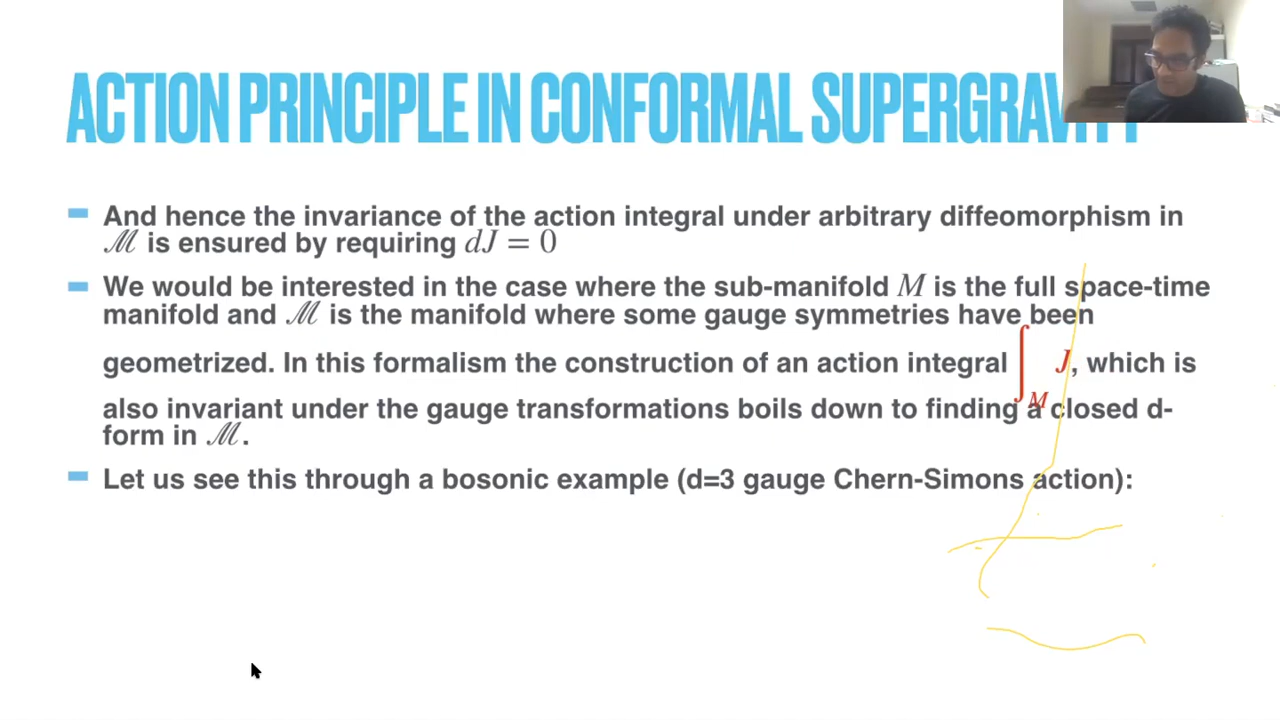 ACTION PRINCIPLE IN CONFORMAL SUPERGRAVITY
And hence the invariance of the action integral under arbitrary diffeomorphism in
ℳ is ensured by requiring dJ = 0
We would be interested in the case where the sub-manifold M is the full space-time
manifold and ℳ is the manifold where some gauge symmetries have been
geometrized. In this formalism the construction of an action integral ∫_M J, which is
also invariant under the gauge transformations boils down to finding a closed d-
form in ℳ.
Let us see this through a bosonic example (d=3 gauge Chern-Simons action):